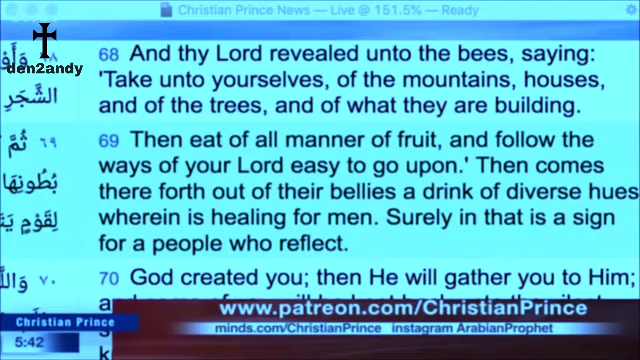 Christian Prince News — Live @ 151.5% — Ready
den2andy
68 And thy Lord revealed unto the bees, saying:
'Take unto yourselves, of the mountains, houses,
and of the trees, and of what they are building.
الشَّجَرِ
69 Then eat of all manner of fruit, and follow the
ways of your Lord easy to go upon.' Then comes
there forth out of their bellies a drink of diverse hues
wherein is healing for men. Surely in that is a sign
for a people who reflect.
٦٩ ثُمَّ
بُطُونِهَا
لِقَوْمٍ
70 God created you; then He will gather you to Him;
٧٠
www.patreon.com/ChristianPrince
Christian Prince
minds.com/ChristianPrince instagram ArabianProphet
5:42